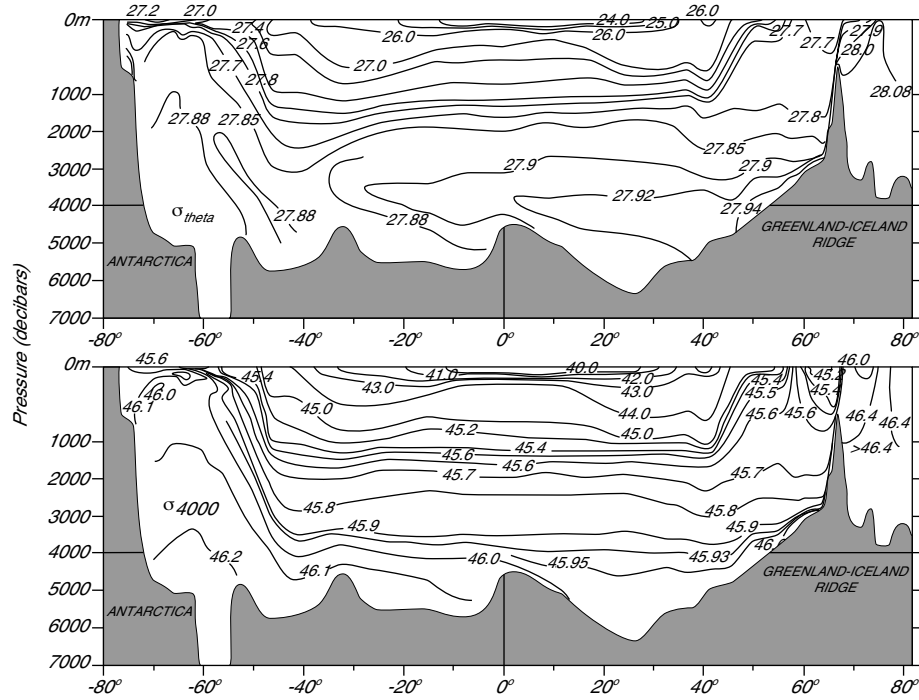 27.2 27.0 26.0
24.0 25.0
27.4 26.0 26.0 27.7 27.9
27.6 27.7 28.0
27.7 27.0
27.8 28.08
27.88 27.85 27.8
27.85
27.9 27.9
27.92
27.88 27.88 27.94
σtheta
ANTARCTICA
GREENLAND-ICELAND
RIDGE
0m
1000
2000
3000
4000
5000
6000
7000
-80° -60° -40° -20° 0° 20° 40° 60° 80°
Pressure (decibars)
45.6 46.0
45.4 41.0 40.0 45.4 45.2
46.0 43.0 42.0 45.5 45.4
46.1 43.0
45.0 44.0 45.6 45.6 46.4 46.4
45.2 45.0
45.4 >46.4
45.6 45.6
45.7 45.7
45.8 45.8
45.9 45.9
46.2 46.0 45.95 45.93
46.1
σ4000
ANTARCTICA
GREENLAND-ICELAND
RIDGE
0m
1000
2000
3000
4000
5000
6000
7000
-80° -60° -40° -20° 0° 20° 40° 60° 80°